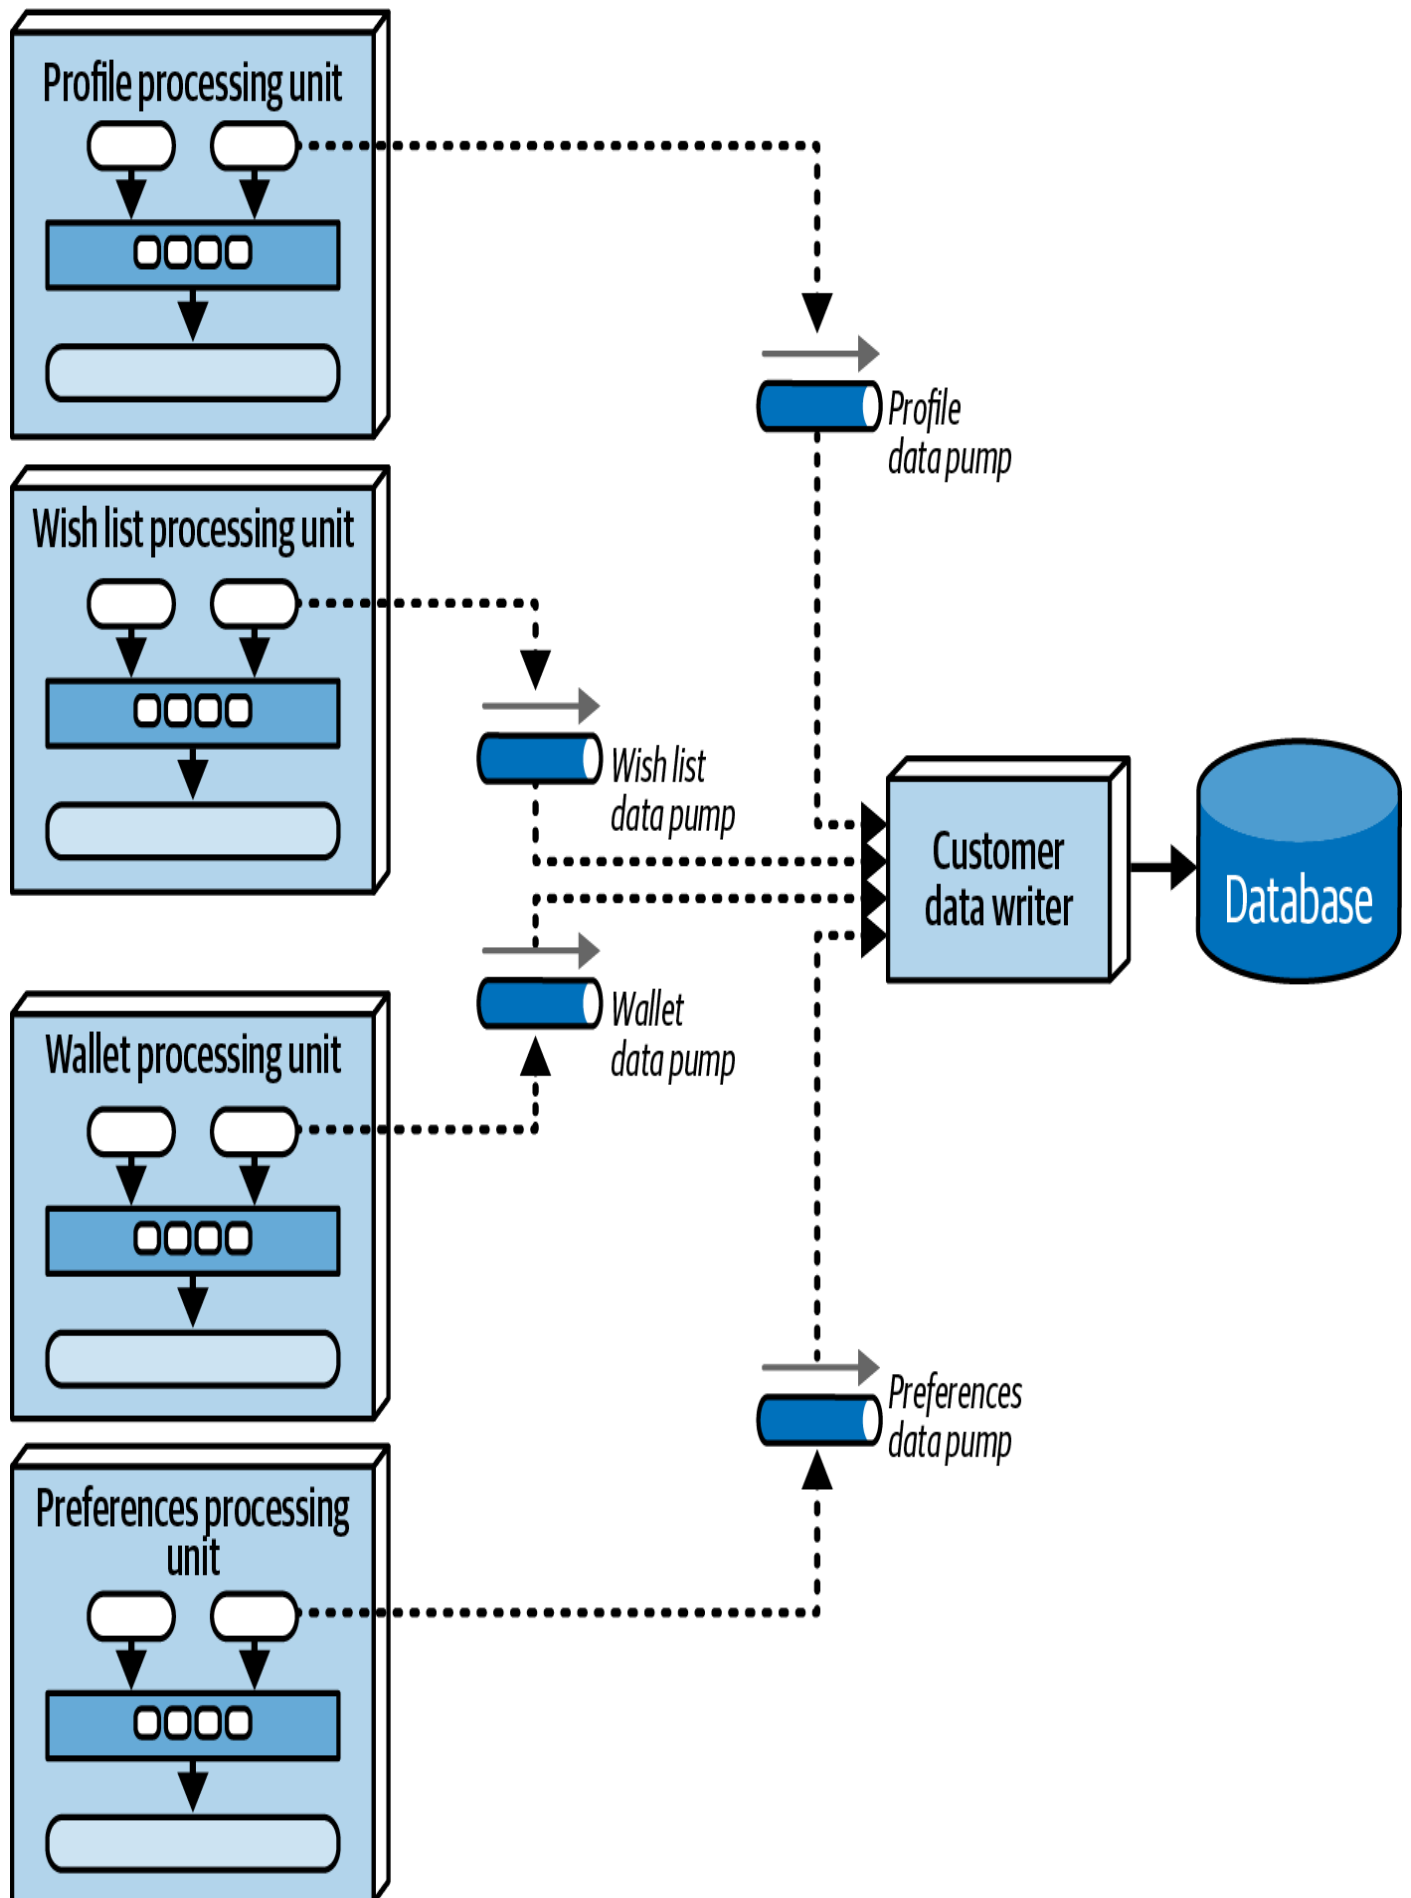 Profile processing unit
Profile
data pump
Wish list processing unit
Wish list
data pump
Customer
data writer
Database
Wallet processing unit
Wallet
data pump
Preferences processing
unit
Preferences
data pump